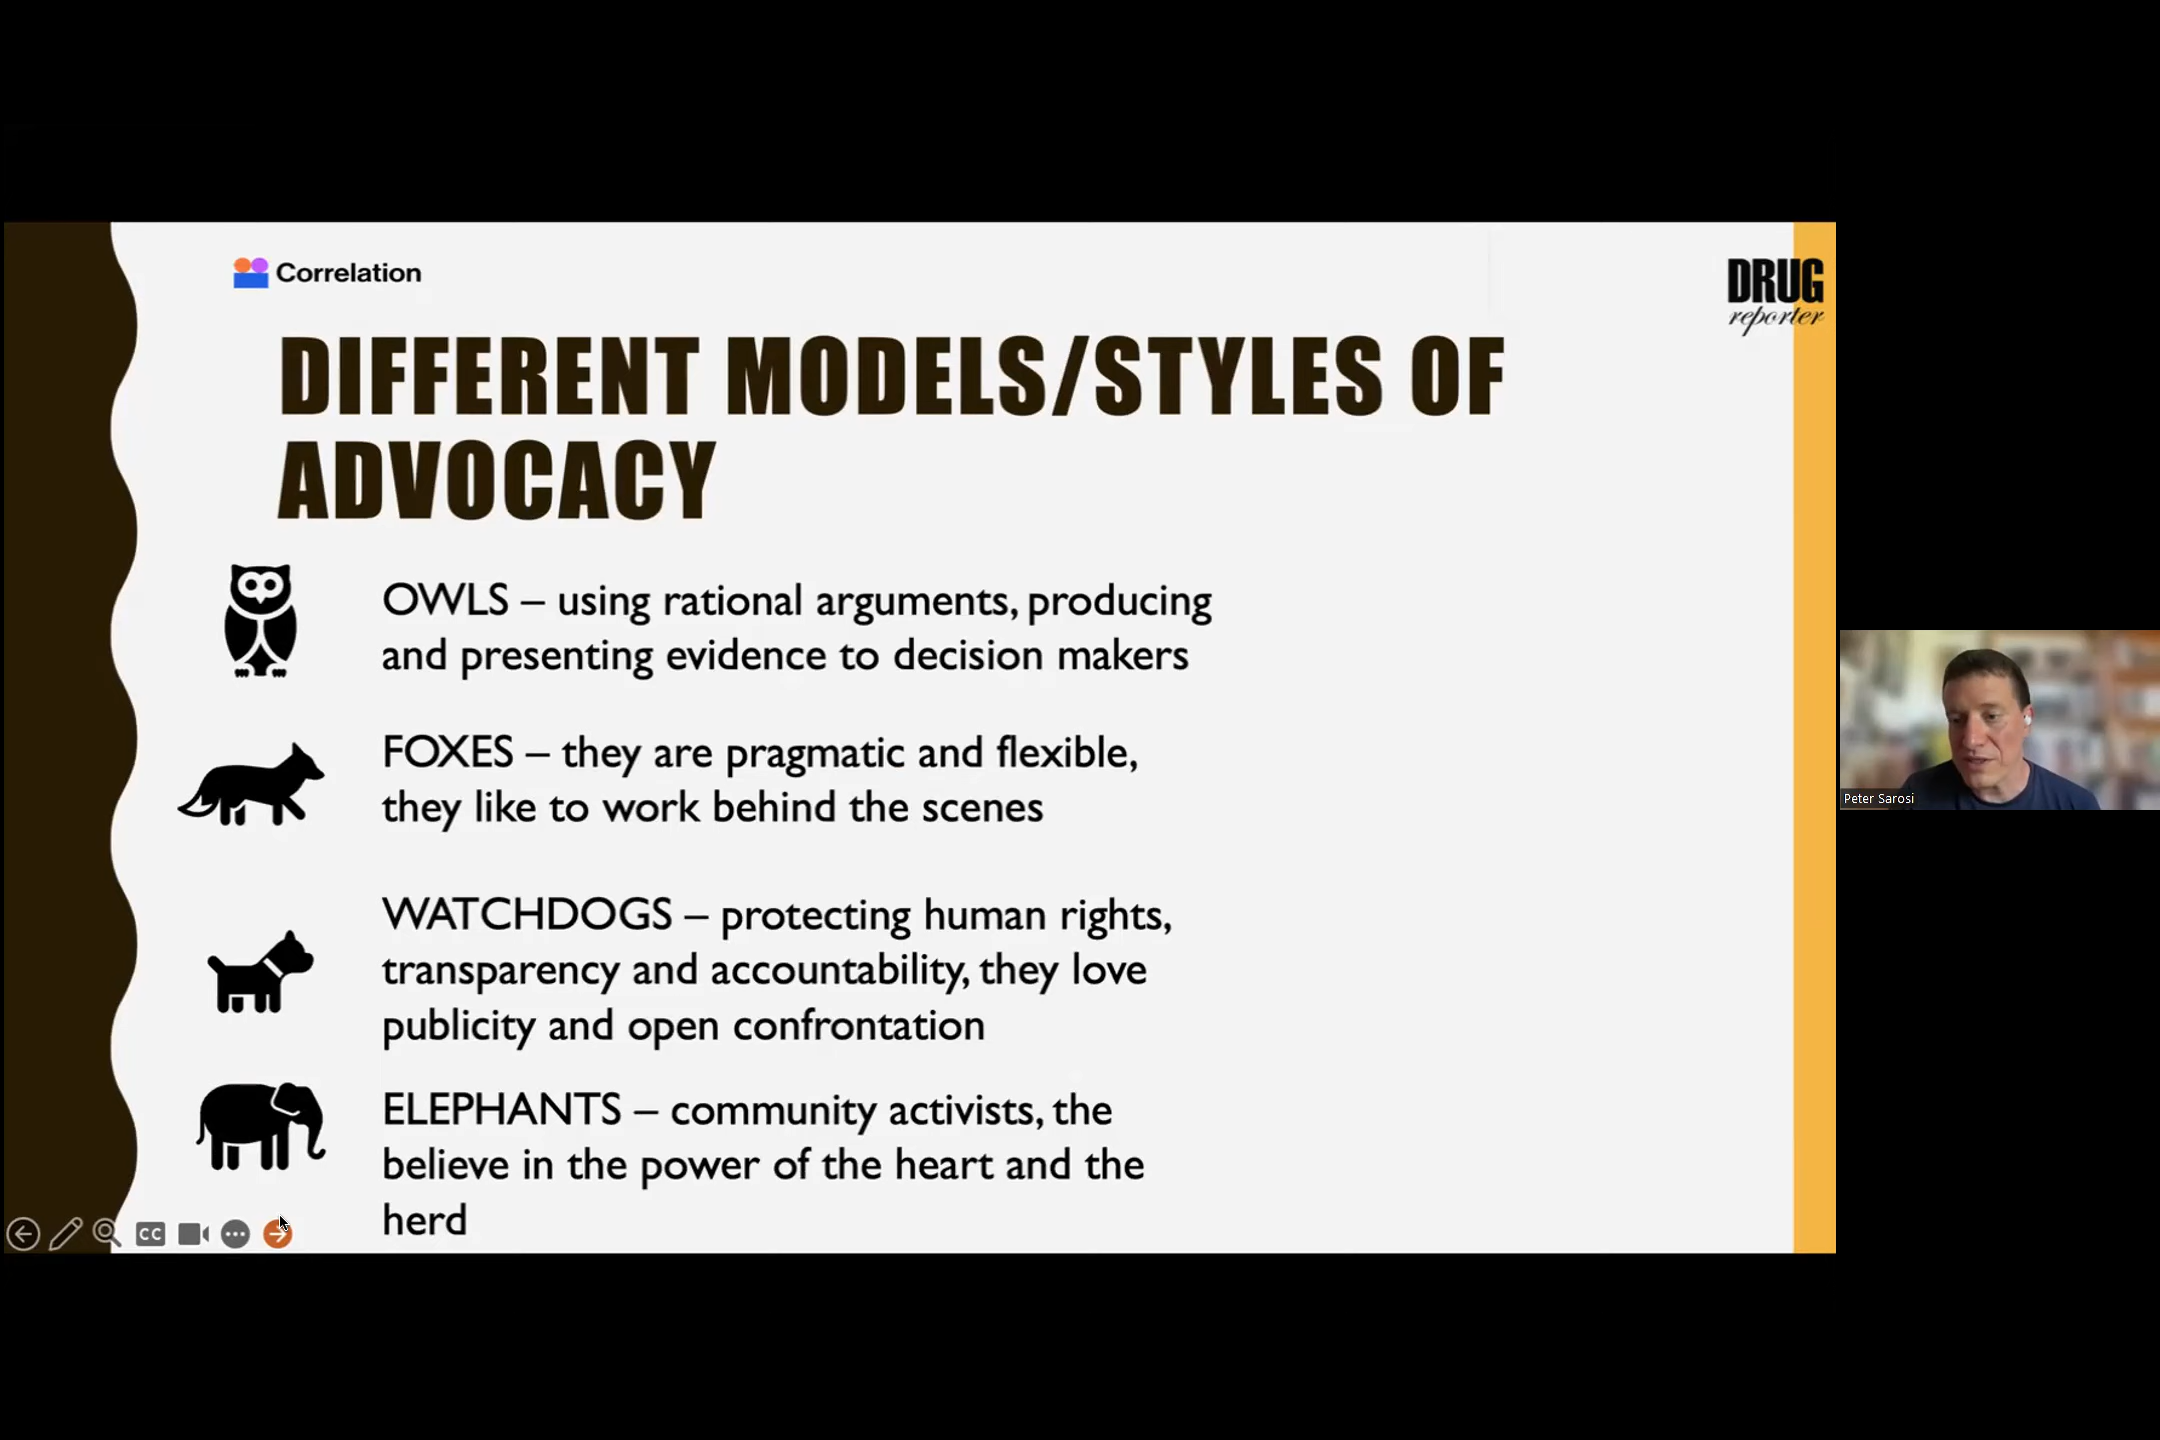 Correlation
DRUG
reporter
DIFFERENT MODELS/STYLES OF
ADVOCACY
OWLS – using rational arguments, producing
and presenting evidence to decision makers
FOXES – they are pragmatic and flexible,
they like to work behind the scenes
WATCHDOGS – protecting human rights,
transparency and accountability, they love
publicity and open confrontation
ELEPHANTS – community activists, the
believe in the power of the heart and the
herd
CC
Peter Sarosi